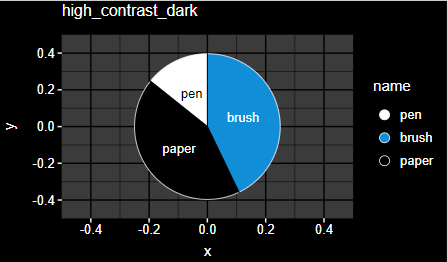 high_contrast_dark
0.4
0.2
0.0
-0.2
-0.4
y
pen
brush
paper
-0.4 -0.2 0.0 0.2 0.4
x
name
pen
brush
paper